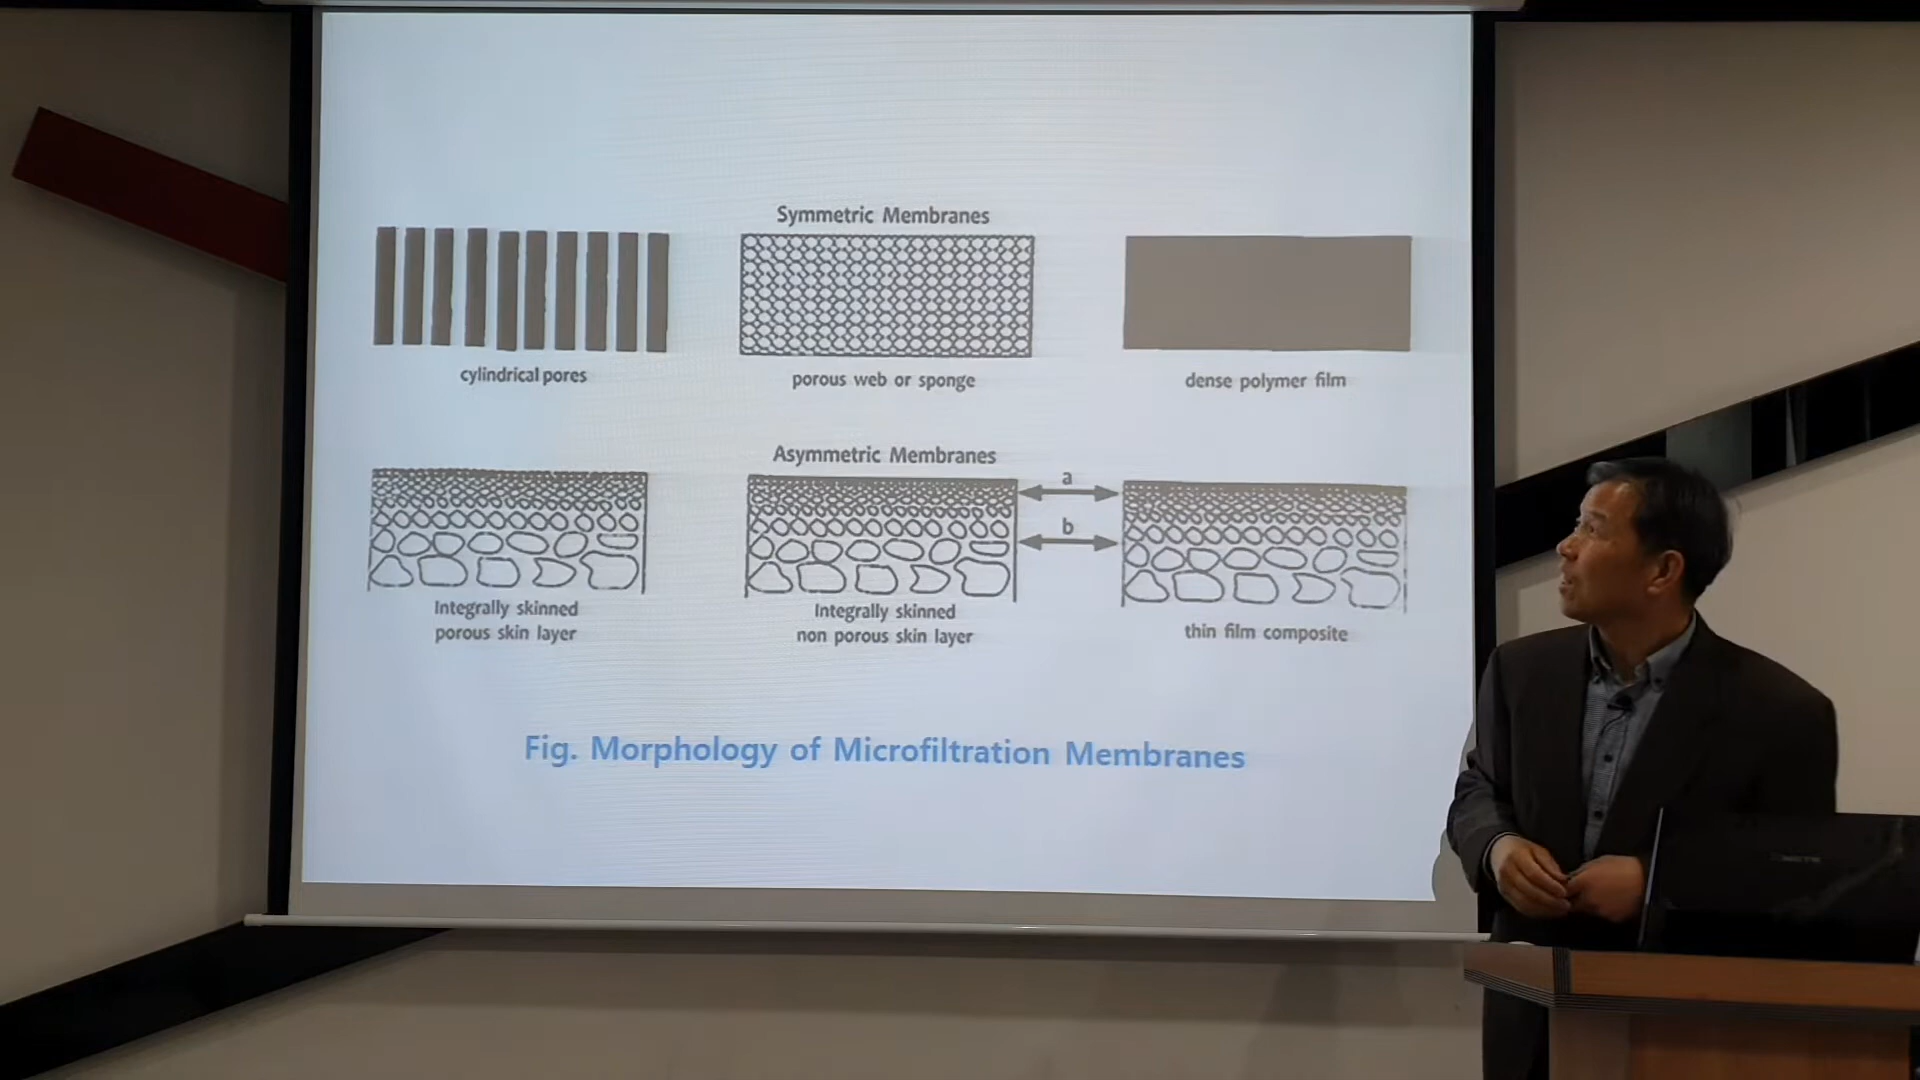 Symmetric Membranes
cylindrical pores
porous web or sponge
dense polymer film
Asymmetric Membranes
a
b
Integrally skinned
porous skin layer
Integrally skinned
non porous skin layer
thin film composite
Fig. Morphology of Microfiltration Membranes